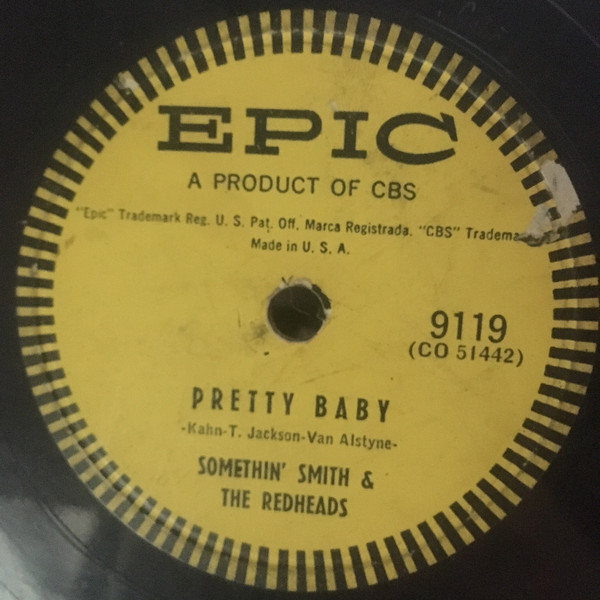 EPIC
A PRODUCT OF CBS
"Epic" Trademark Reg. U. S. Pat. Off. Marca Registrada. "CBS" Tradema
Made in U. S. A.
9119
(CO 51442)
PRETTY BABY
-Kahn-T. Jackson-Van Alstyne-
SOMETHIN' SMITH &
THE REDHEADS